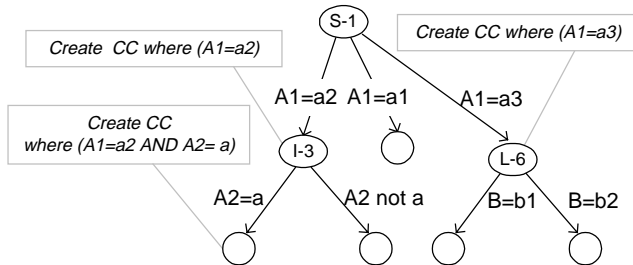 S-1
Create CC where (A1=a2)
Create CC where (A1=a3)
A1=a2
A1=a1
A1=a3
Create CC
where (A1=a2 AND A2= a)
I-3
L-6
A2=a
A2 not a
B=b1
B=b2